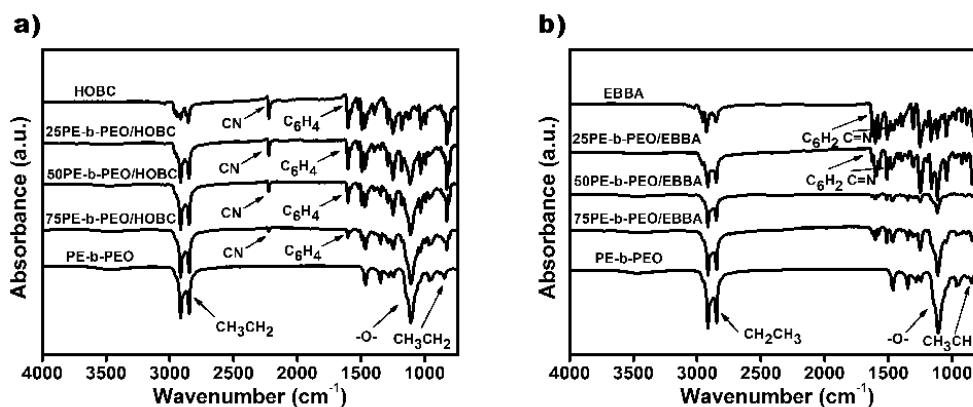 a)
Absorbance (a.u.)
HOBC
25PE-b-PEO/HOBC
CN
C₆H₄
50PE-b-PEO/HOBC
CN
C₆H₄
75PE-b-PEO/HOBC
CN
C₆H₄
PE-b-PEO
CN
C₆H₄
CH₃CH₂
-O-
CH₃CH₂
4000 3500 3000 2500 2000 1500 1000
Wavenumber (cm⁻¹)
b)
Absorbance (a.u.)
EBBA
25PE-b-PEO/EBBA
C₆H₂ C=N
50PE-b-PEO/EBBA
C₆H₂ C=N
75PE-b-PEO/EBBA
PE-b-PEO
CH₂CH₃
-O-
CH₃CH
4000 3500 3000 2500 2000 1500 1000
Wavenumber (cm⁻¹)